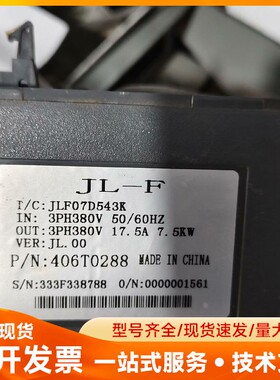 现货
型号齐全/现货速发/量大
JL-F
T/C:JLF07D543K
IN: 3PH380V 50/60HZ
OUT:3PH380V 17.5A 7.5KW
VER:JL.00
P/N:406T0288 MADE IN CHINA
S/N:333F338788 O/N:0000001561
现货
开发票 一站式服务·技术